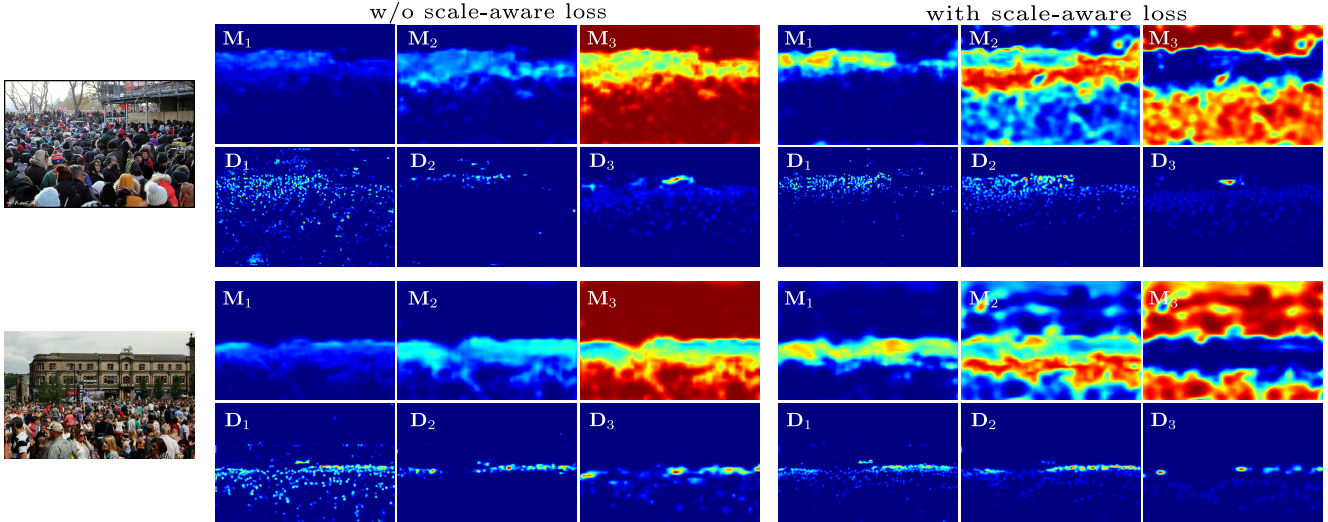 w/o scale-aware loss with scale-aware loss
M₁ M₂ M₃ M₁ M₂ M₃
D₁ D₂ D₃ D₁ D₂ D₃
M₁ M₂ M₃ M₁ M₂ M₃
D₁ D₂ D₃ D₁ D₂ D₃